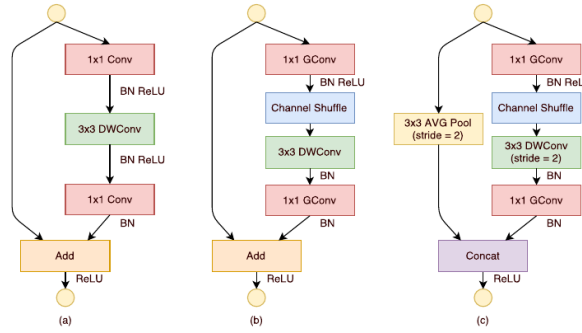 1x1 Conv
BN ReLU
3x3 DWConv
BN ReLU
1x1 Conv
BN
Add
ReLU
(a)
1x1 GConv
BN ReLU
Channel Shuffle
3x3 DWConv
BN
1x1 GConv
BN
Add
ReLU
(b)
3x3 AVG Pool
(stride = 2)
1x1 GConv
BN ReLU
Channel Shuffle
3x3 DWConv
(stride = 2)
BN
1x1 GConv
BN
Concat
ReLU
(c)